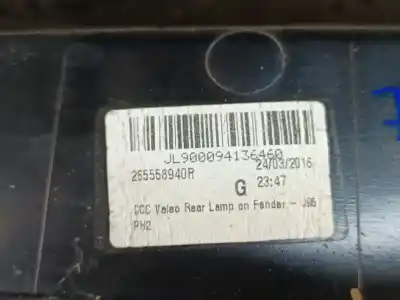 JL900094136460
265558940R
24/03/2016
G
23:47
CCC Valeo Rear Lamp on Fender - J95
PH2